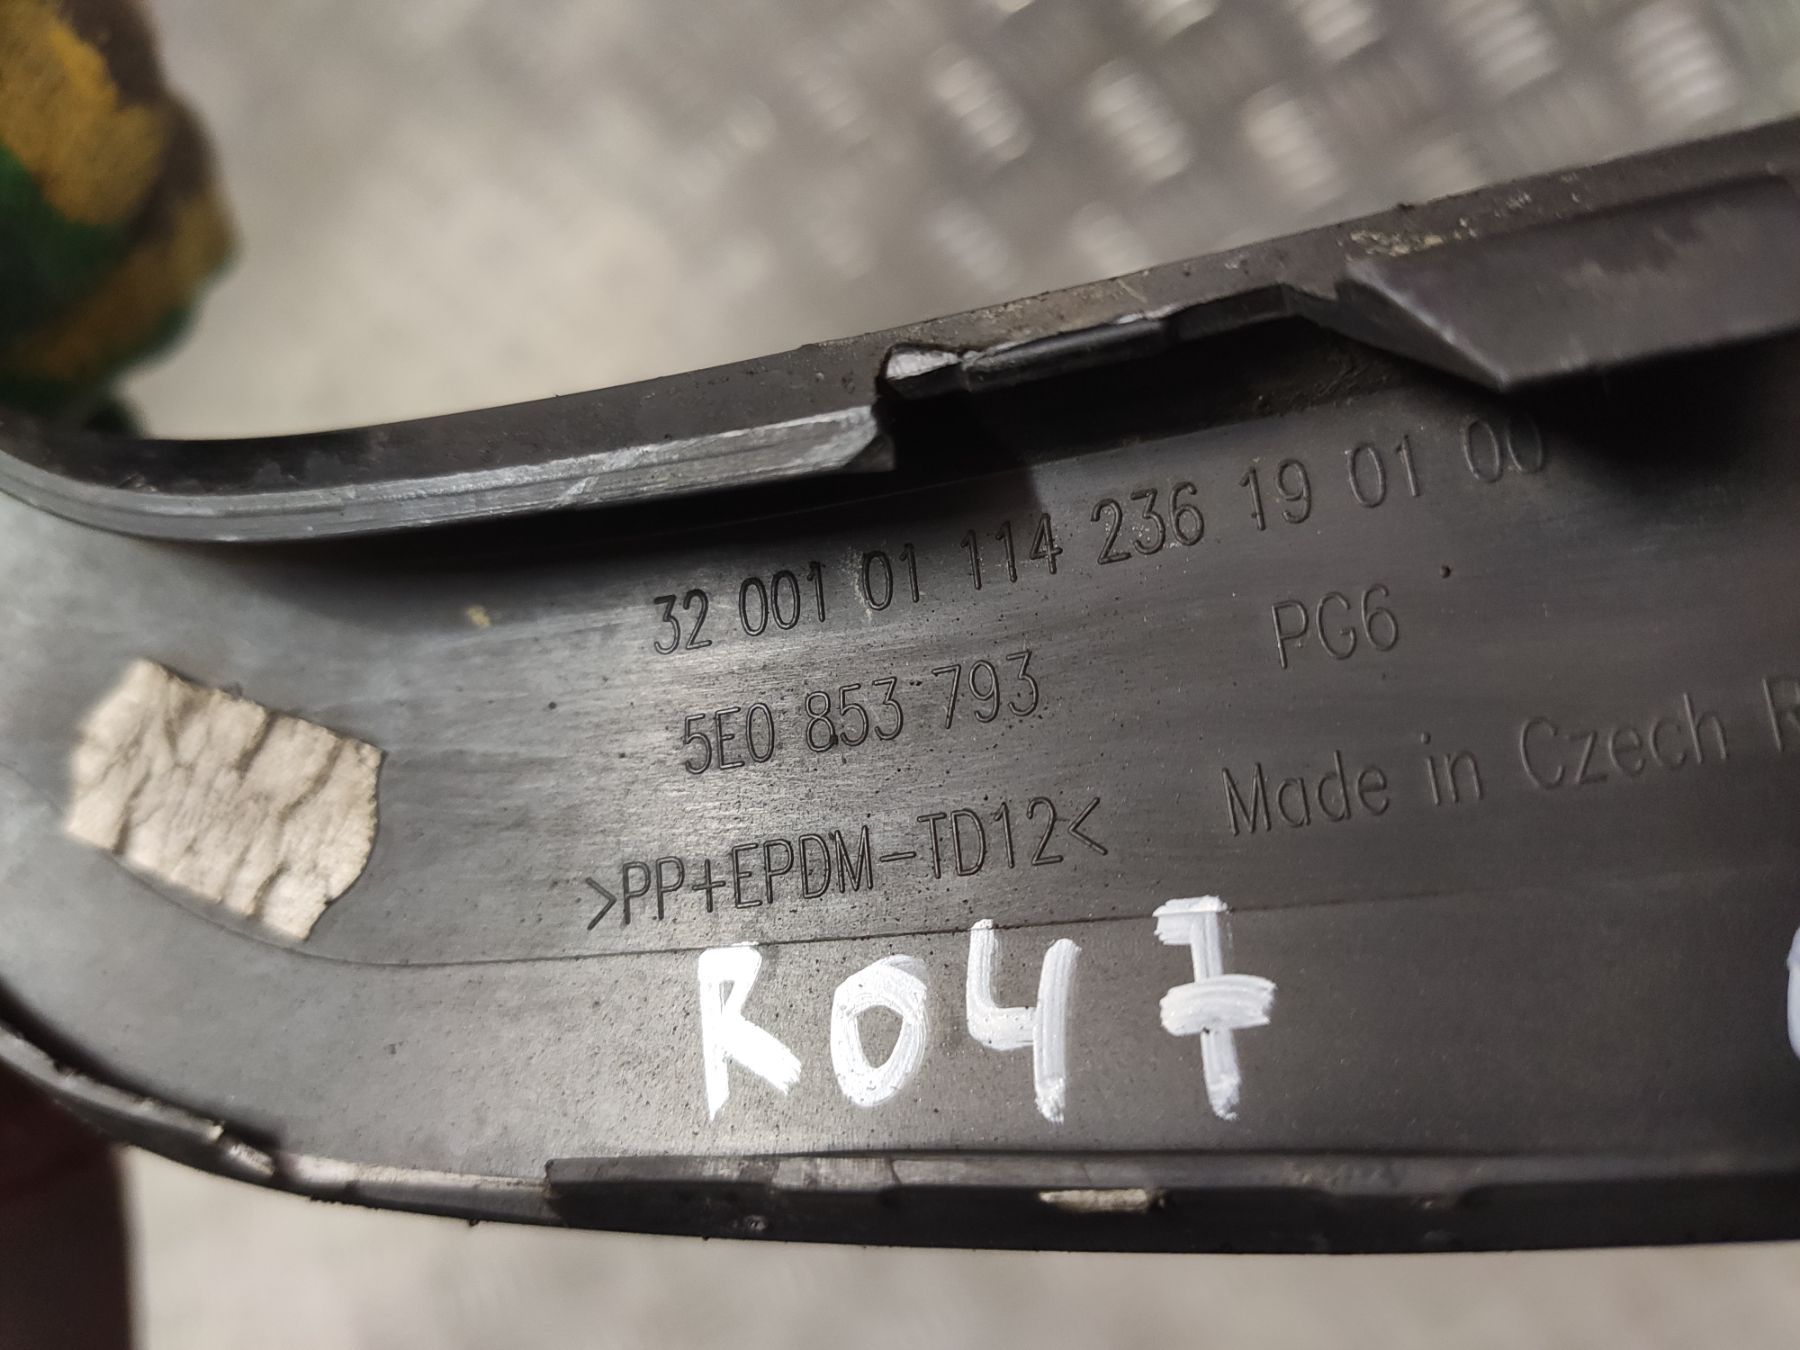 32 001 01 114 236 19 01 00
5E0 853 793 PG6
>PP+EPDM-TD12< Made in Czech R
R047